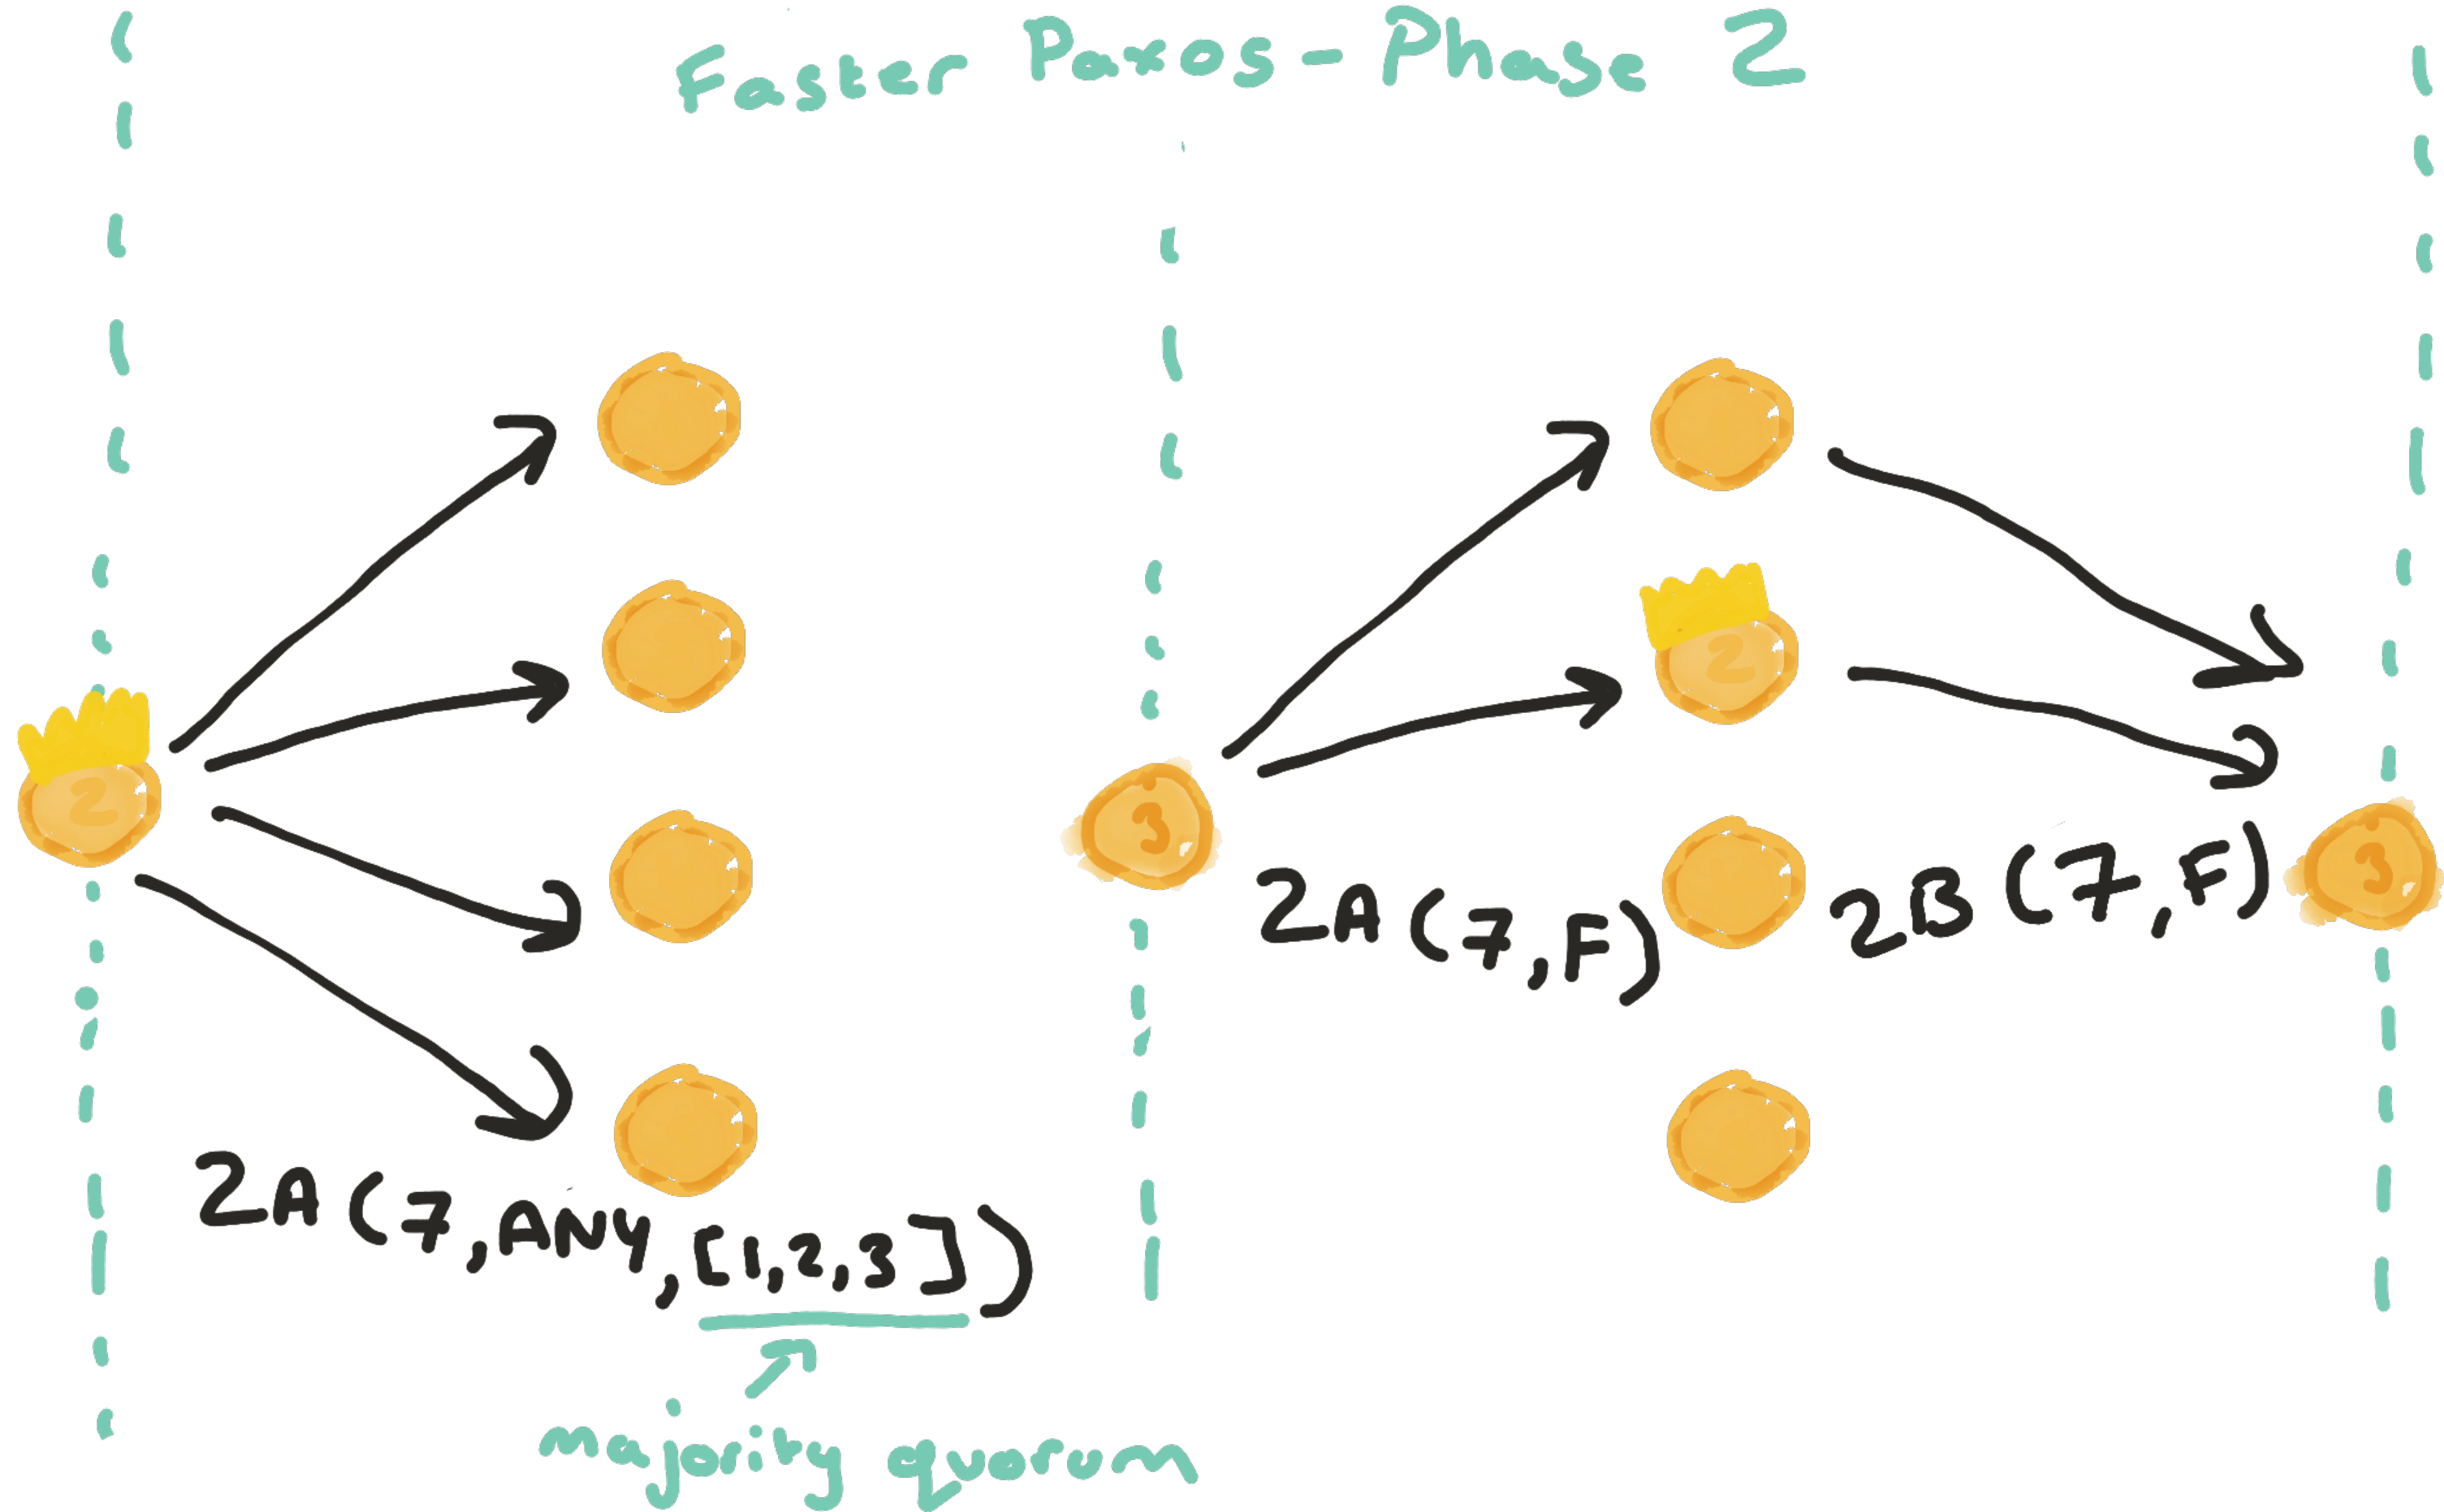 Faster Paxos - Phase 2
2
2
3
2A(7,F)
2B(7,F)
3
2A(7,ANY,[1,2,3])
majority quorum